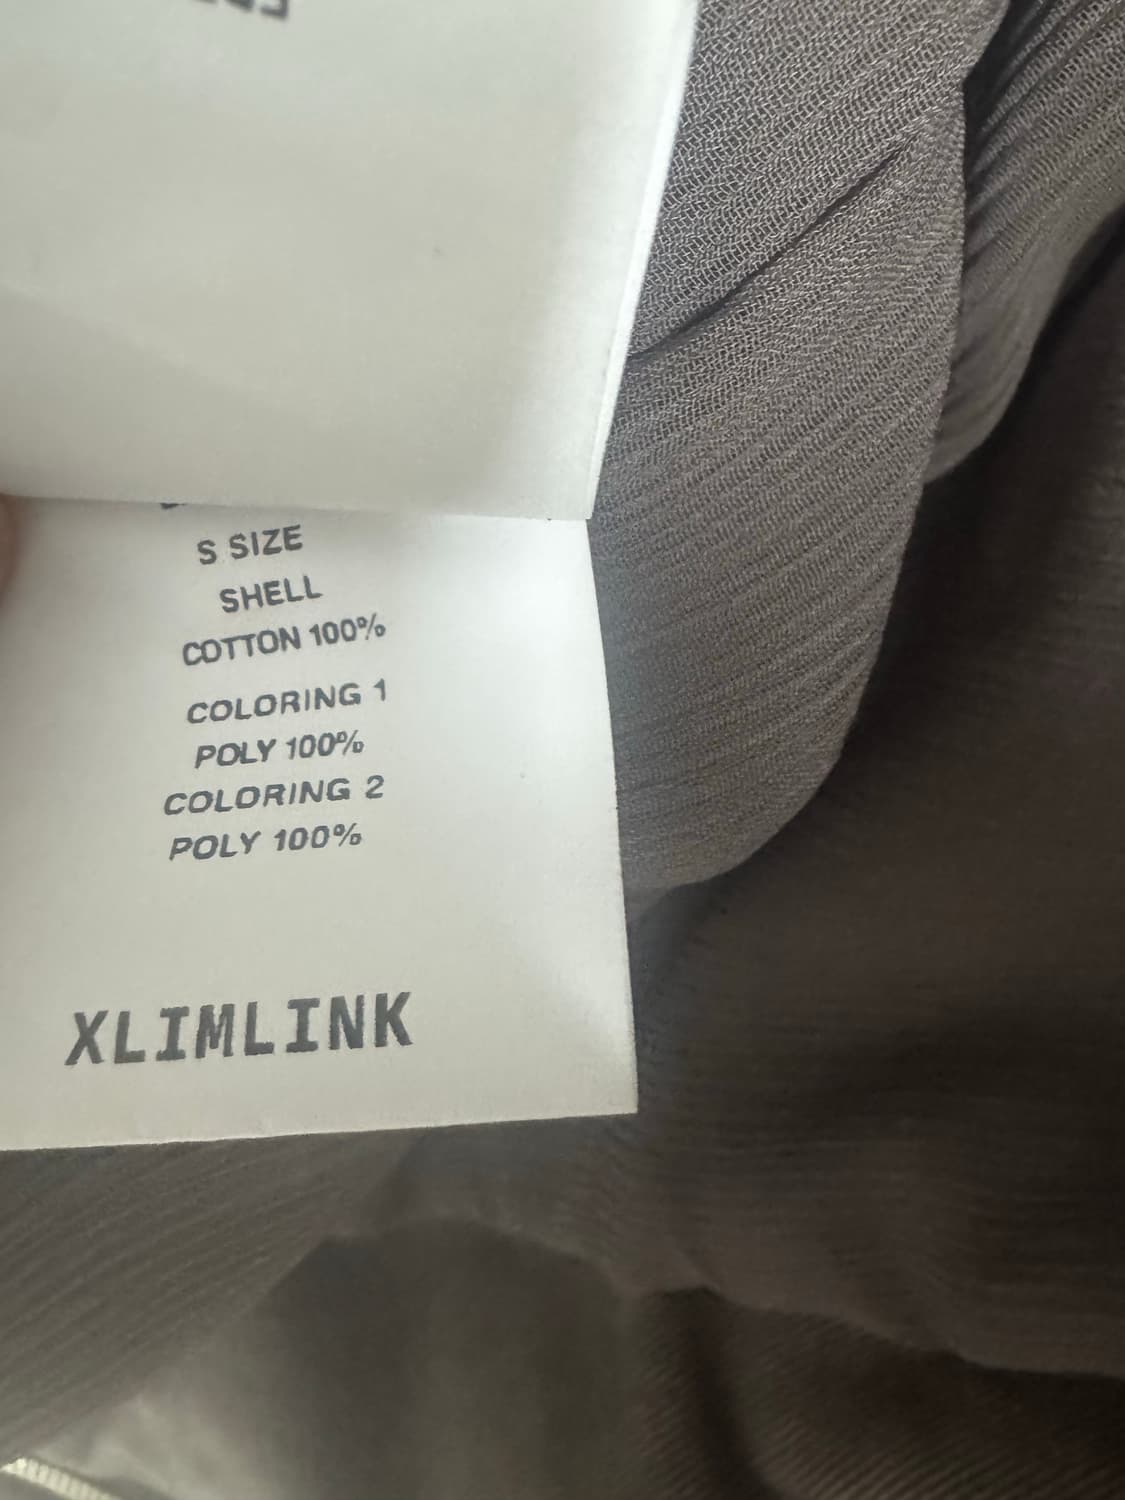 S SIZE
SHELL
COTTON 100%
COLORING 1
POLY 100%
COLORING 2
POLY 100%
XLIMLINK